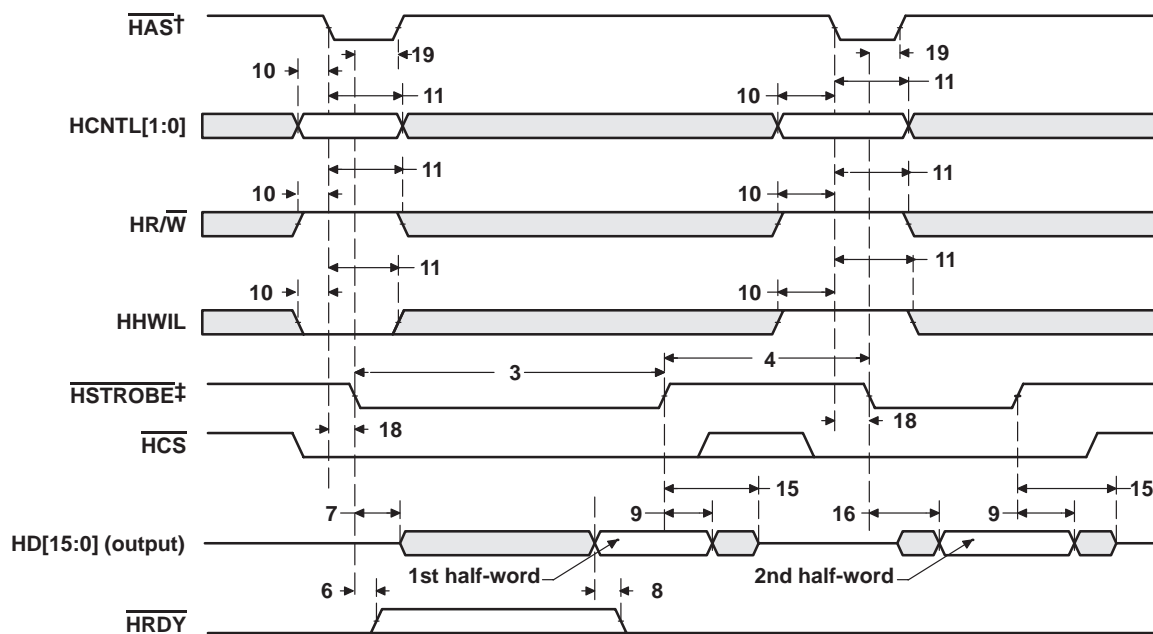 HAS†
19
19
10
11
10
11
HCNTL[1:0]
11
11
10
10
HR/W
11
11
10
10
HHWIL
3
4
HSTROBE‡
18
18
HCS
15
15
7
9
16
9
HD[15:0] (output)
1st half-word
2nd half-word
6
8
HRDY